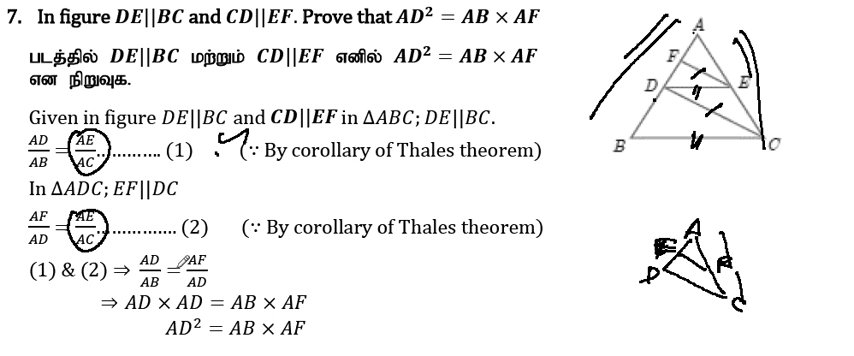 7. In figure DE||BC and CD||EF. Prove that AD² = AB × AF
படத்தில் DE||BC மற்றும் CD||EF எனில் AD² = AB × AF
என நிறுவுக.
Given in figure DE||BC and CD||EF in ΔABC; DE||BC.
AD/AB = AE/AC ........... (1) (∵ By corollary of Thales theorem)
In ΔADC; EF||DC
AF/AD = AE/AC .............. (2) (∵ By corollary of Thales theorem)
(1) & (2) ⇒ AD/AB = AF/AD
⇒ AD × AD = AB × AF
AD² = AB × AF
A
F
D
E
B
C
A
E
F
D
C